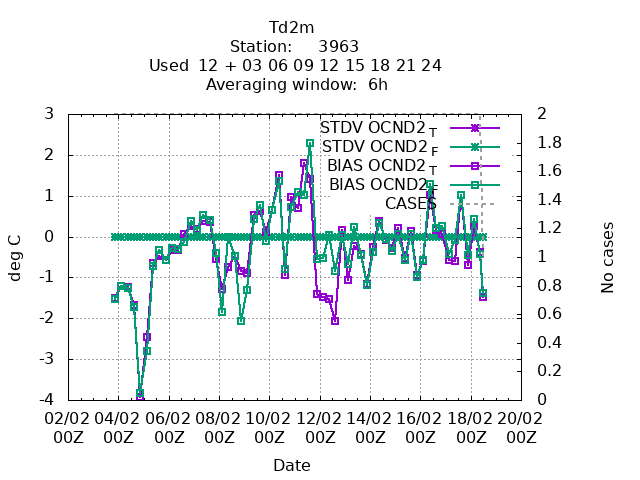 Td2m
Station: 3963
Used 12 + 03 06 09 12 15 18 21 24
Averaging window: 6h
STDV OCND2_T
STDV OCND2_F
BIAS OCND2_T
BIAS OCND2_F
CASES
deg C
3
2
1
0
-1
-2
-3
-4
No cases
2
1.8
1.6
1.4
1.2
1
0.8
0.6
0.4
0.2
0
02/02 04/02 06/02 08/02 10/02 12/02 14/02 16/02 18/02 20/02
00Z 00Z 00Z 00Z 00Z 00Z 00Z 00Z 00Z 00Z
Date